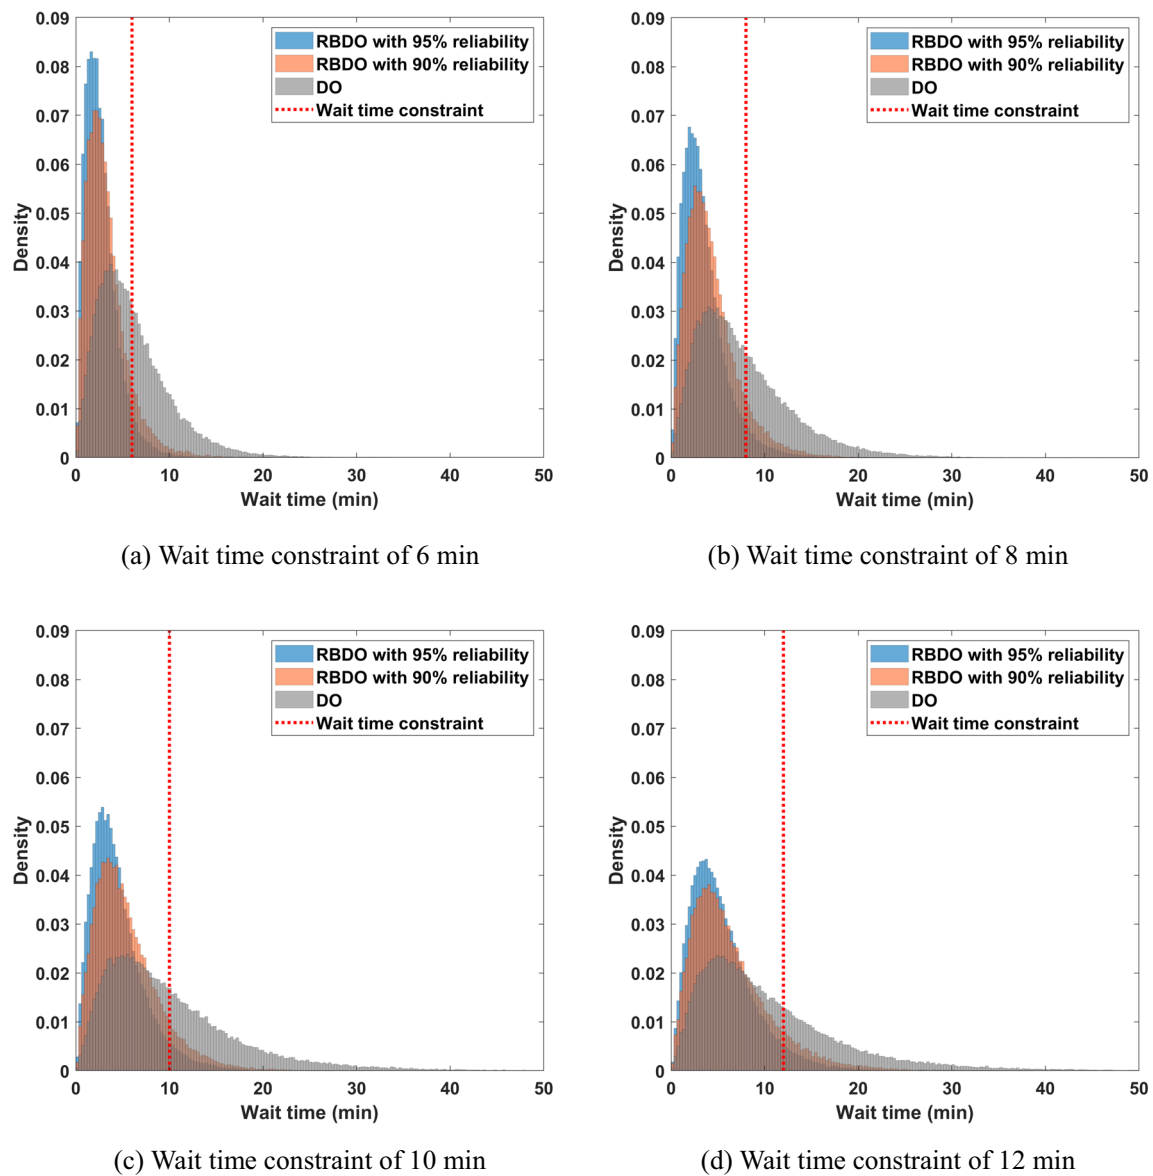 0.09
0.08
0.07
0.06
0.05
0.04
0.03
0.02
0.01
0
Density
RBDO with 95% reliability
RBDO with 90% reliability
DO
Wait time constraint
0 10 20 30 40 50
Wait time (min)
(a) Wait time constraint of 6 min
0.09
0.08
0.07
0.06
0.05
0.04
0.03
0.02
0.01
0
Density
RBDO with 95% reliability
RBDO with 90% reliability
DO
Wait time constraint
0 10 20 30 40 50
Wait time (min)
(b) Wait time constraint of 8 min
0.09
0.08
0.07
0.06
0.05
0.04
0.03
0.02
0.01
0
Density
RBDO with 95% reliability
RBDO with 90% reliability
DO
Wait time constraint
0 10 20 30 40 50
Wait time (min)
(c) Wait time constraint of 10 min
0.09
0.08
0.07
0.06
0.05
0.04
0.03
0.02
0.01
0
Density
RBDO with 95% reliability
RBDO with 90% reliability
DO
Wait time constraint
0 10 20 30 40 50
Wait time (min)
(d) Wait time constraint of 12 min